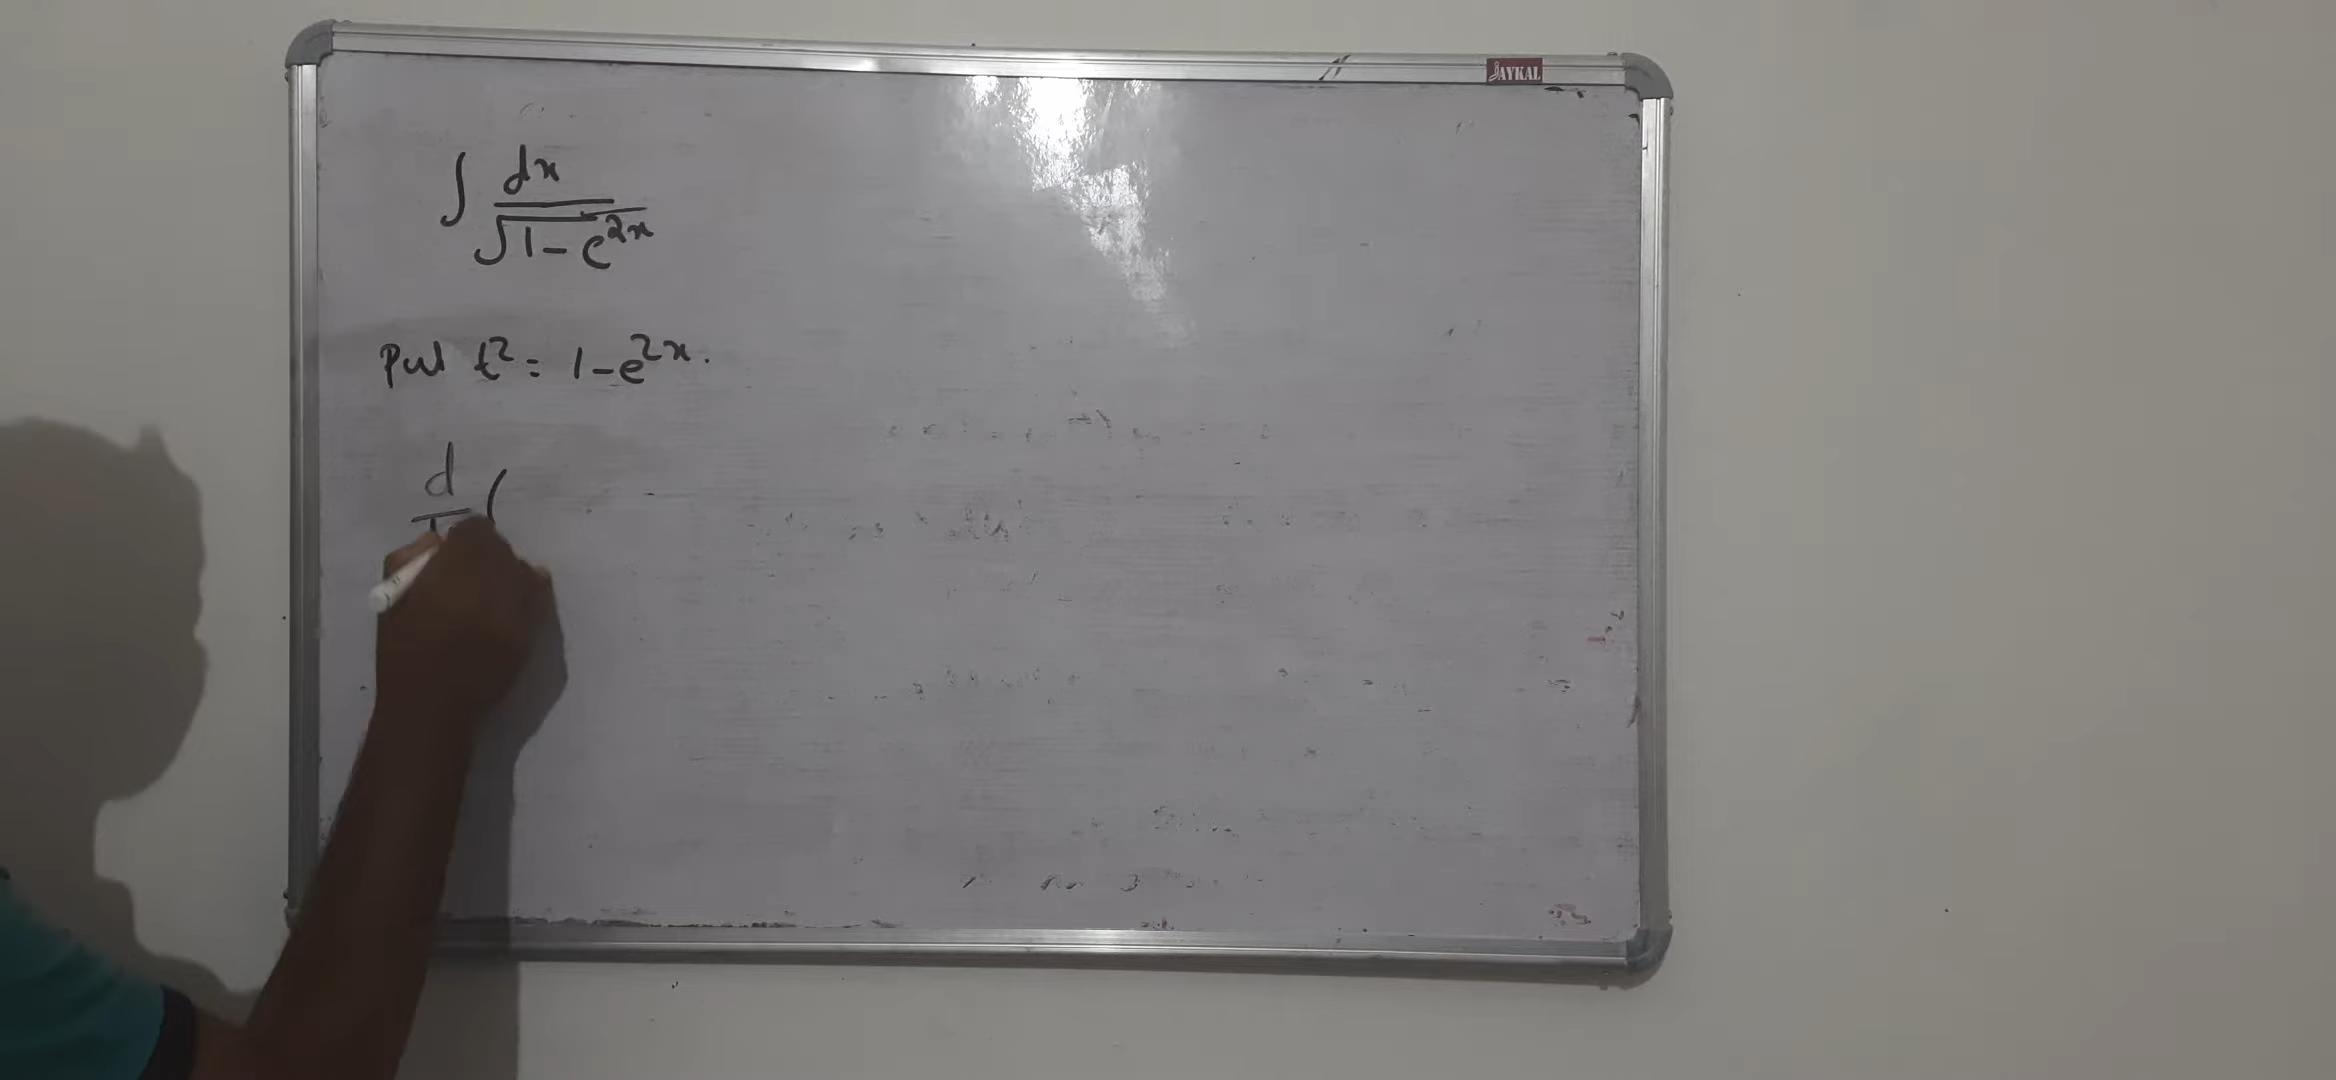 JAYKAL
∫ dx / √1-e^2x
Put t² = 1-e^2x.
d (